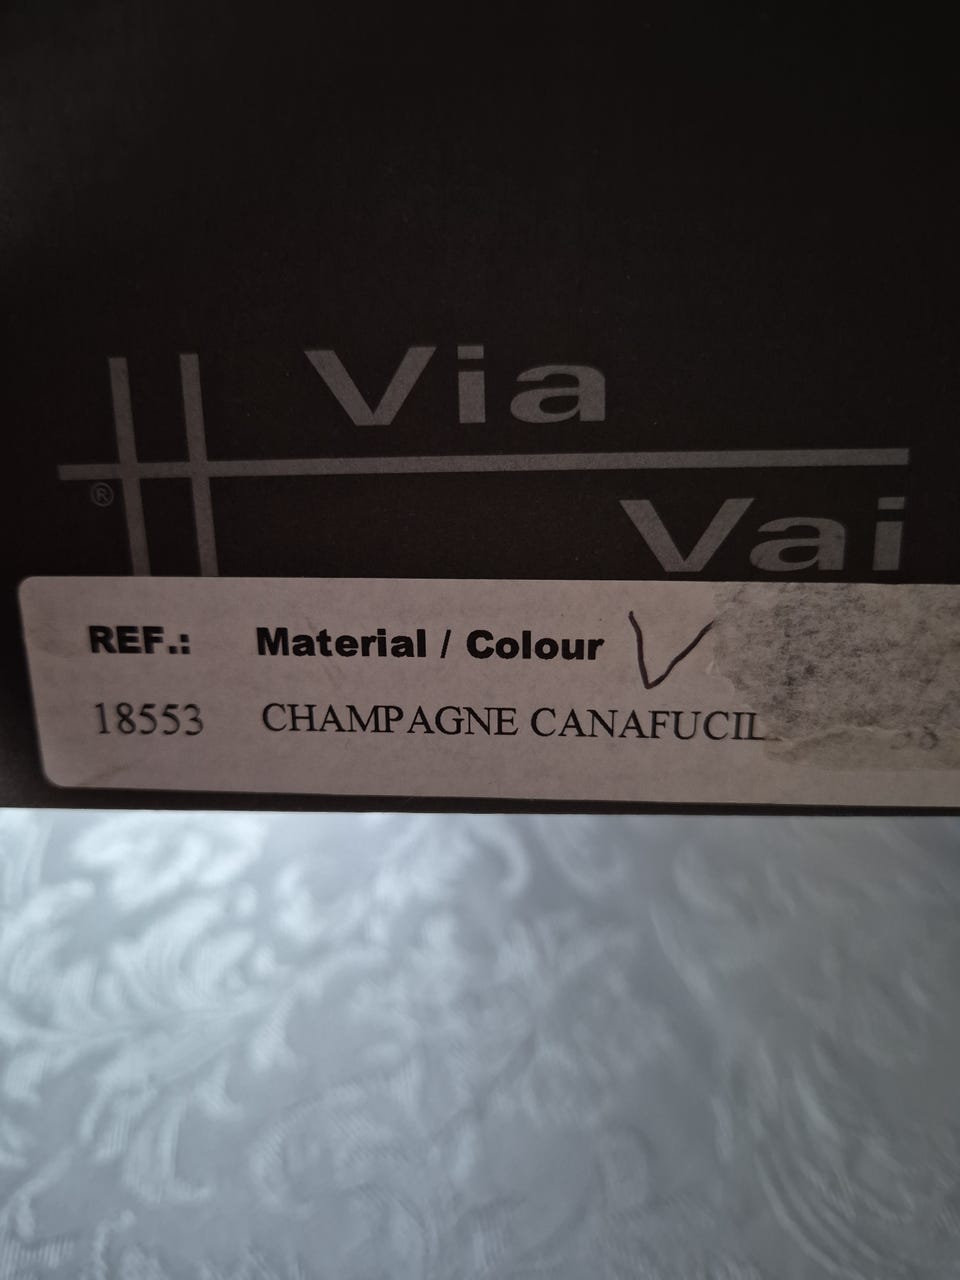 Via
Vai
®
REF.: Material / Colour
18553 CHAMPAGNE CANAFUCIL